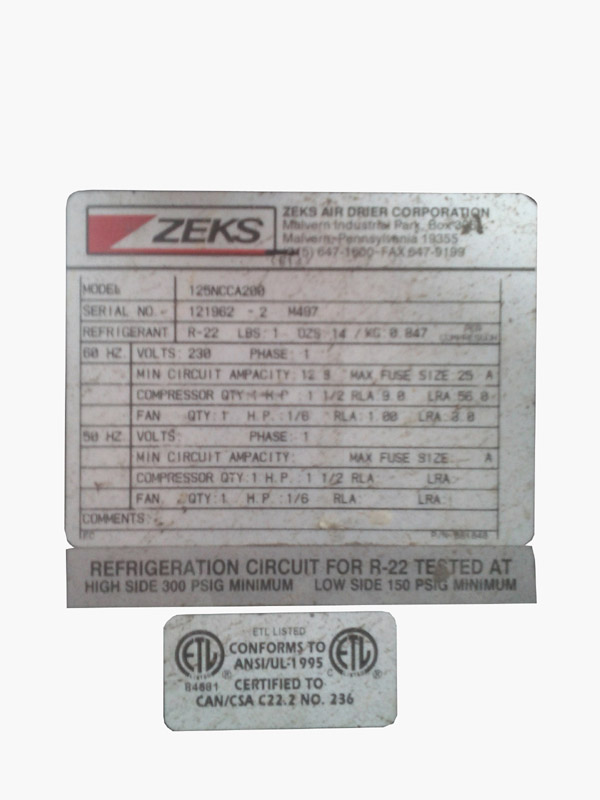 ZEKS
ZEKS AIR DRIER CORPORATION
Malvern Industrial Park, Box
Malvern, Pennsylvania 19355
647-1600-FAX 647-9199
MODEL 125NCCA200
SERIAL NO. 121962 - 2 M497
REFRIGERANT R-22 LBS: 1 OZS: 14 / KG 0.847 PER COMPRESSION
60 HZ VOLTS: 230 PHASE: 1
MIN CIRCUIT AMPACITY: 12.9 MAX FUSE SIZE: 25 A
COMPRESSOR QTY: 1 H.P. 1 1/2 RLA: 9.0 LRA: 56.0
FAN QTY: 1 H.P.: 1/6 RLA: 1.00 LRA: 3.0
50 HZ VOLTS: PHASE: 1
MIN CIRCUIT AMPACITY: MAX FUSE SIZE: A
COMPRESSOR QTY: 1 H.P.: 1 1/2 RLA: LRA:
FAN QTY: 1 H.P.: 1/6 RLA: LRA:
COMMENTS:
REFRIGERATION CIRCUIT FOR R-22 TESTED AT
HIGH SIDE 300 PSIG MINIMUM LOW SIDE 150 PSIG MINIMUM
ETL LISTED
ETL CONFORMS TO ETL
ANSI/UL-1995
84681 CERTIFIED TO
CAN/CSA C22.2 NO. 236